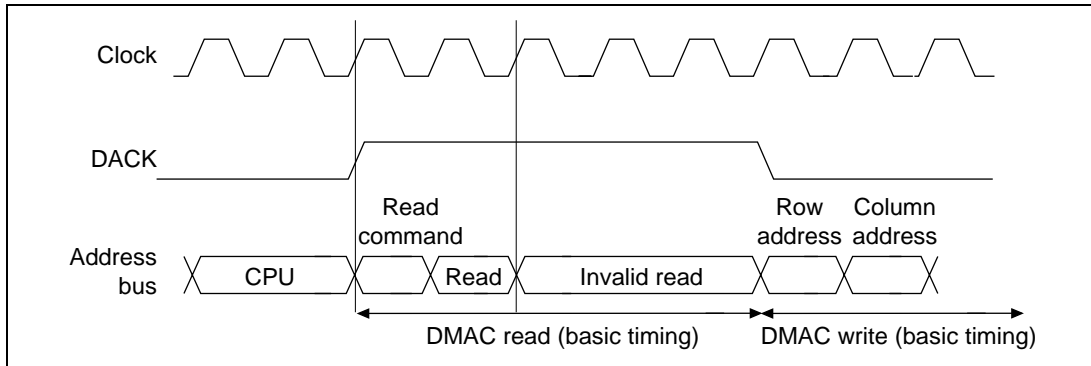 Clock
DACK
Read
command
Row
address
Column
address
Address
bus
CPU
Read
Invalid read
DMAC read (basic timing)
DMAC write (basic timing)